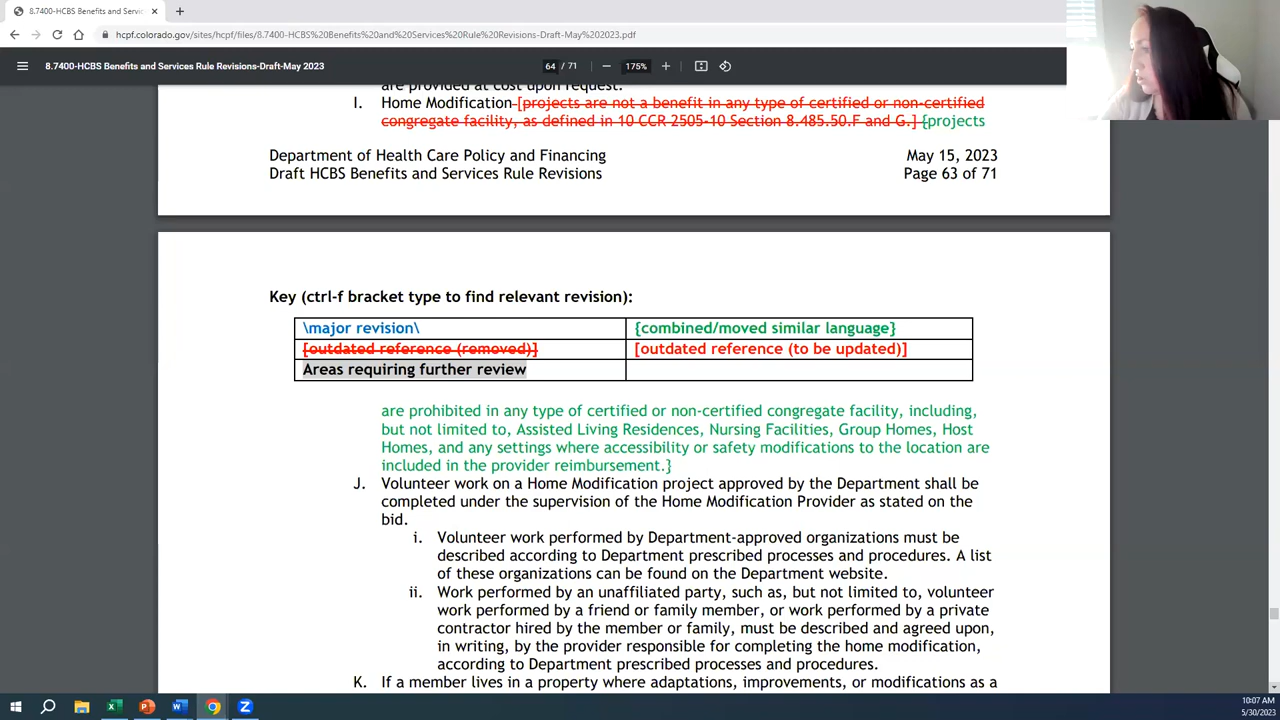 8.7400-HCBS Benefits and Servic
hcpf.colorado.gov/sites/hcpf/files/8.7400-HCBS%20Benefits%20and%20Services%20Rule%20Revisions-Draft-May%202023.pdf
8.7400-HCBS Benefits and Services Rule Revisions-Draft-May 2023
64 / 71
175%
are provided at cost upon request.
I. Home Modification [projects are not a benefit in any type of certified or non-certified
congregate facility, as defined in 10 CCR 2505-10 Section 8.485.50.F and G.] {projects
Department of Health Care Policy and Financing May 15, 2023
Draft HCBS Benefits and Services Rule Revisions Page 63 of 71
Key (ctrl-f bracket type to find relevant revision):
\major revision\ {combined/moved similar language}
[outdated reference (removed)] [outdated reference (to be updated)]
Areas requiring further review
are prohibited in any type of certified or non-certified congregate facility, including,
but not limited to, Assisted Living Residences, Nursing Facilities, Group Homes, Host
Homes, and any settings where accessibility or safety modifications to the location are
included in the provider reimbursement.}
J. Volunteer work on a Home Modification project approved by the Department shall be
completed under the supervision of the Home Modification Provider as stated on the
bid.
i. Volunteer work performed by Department-approved organizations must be
described according to Department prescribed processes and procedures. A list
of these organizations can be found on the Department website.
ii. Work performed by an unaffiliated party, such as, but not limited to, volunteer
work performed by a friend or family member, or work performed by a private
contractor hired by the member or family, must be described and agreed upon,
in writing, by the provider responsible for completing the home modification,
according to Department prescribed processes and procedures.
K. If a member lives in a property where adaptations, improvements, or modifications as a
10:07 AM
5/30/2023